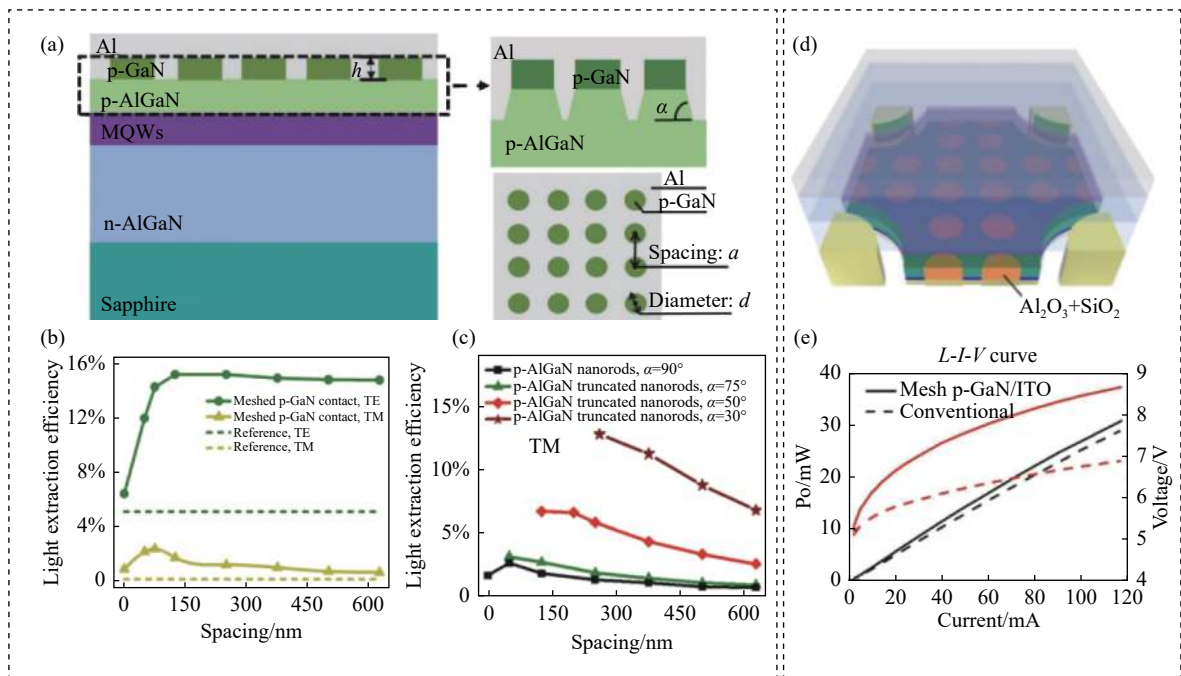 (a)
Al
p-GaN
h
p-AlGaN
MQWs
n-AlGaN
Sapphire
Al
p-GaN
α
p-AlGaN
Al
p-GaN
Spacing: a
Diameter: d
(b)
16%
12%
8%
4%
0
Light extraction efficiency
Meshed p-GaN contact, TE
Meshed p-GaN contact, TM
Reference, TE
Reference, TM
0 150 300 450 600
Spacing/nm
(c)
15%
10%
5%
0
Light extraction efficiency
p-AlGaN nanorods, α=90°
p-AlGaN truncated nanorods, α=75°
p-AlGaN truncated nanorods, α=50°
p-AlGaN truncated nanorods, α=30°
TM
0 150 300 450 600
Spacing/nm
(d)
Al₂O₃+SiO₂
(e)
L-I-V curve
40
30
20
10
0
Po/mW
Mesh p-GaN/ITO
Conventional
9
8
7
6
5
4
Voltage/V
0 20 40 60 80 100 120
Current/mA